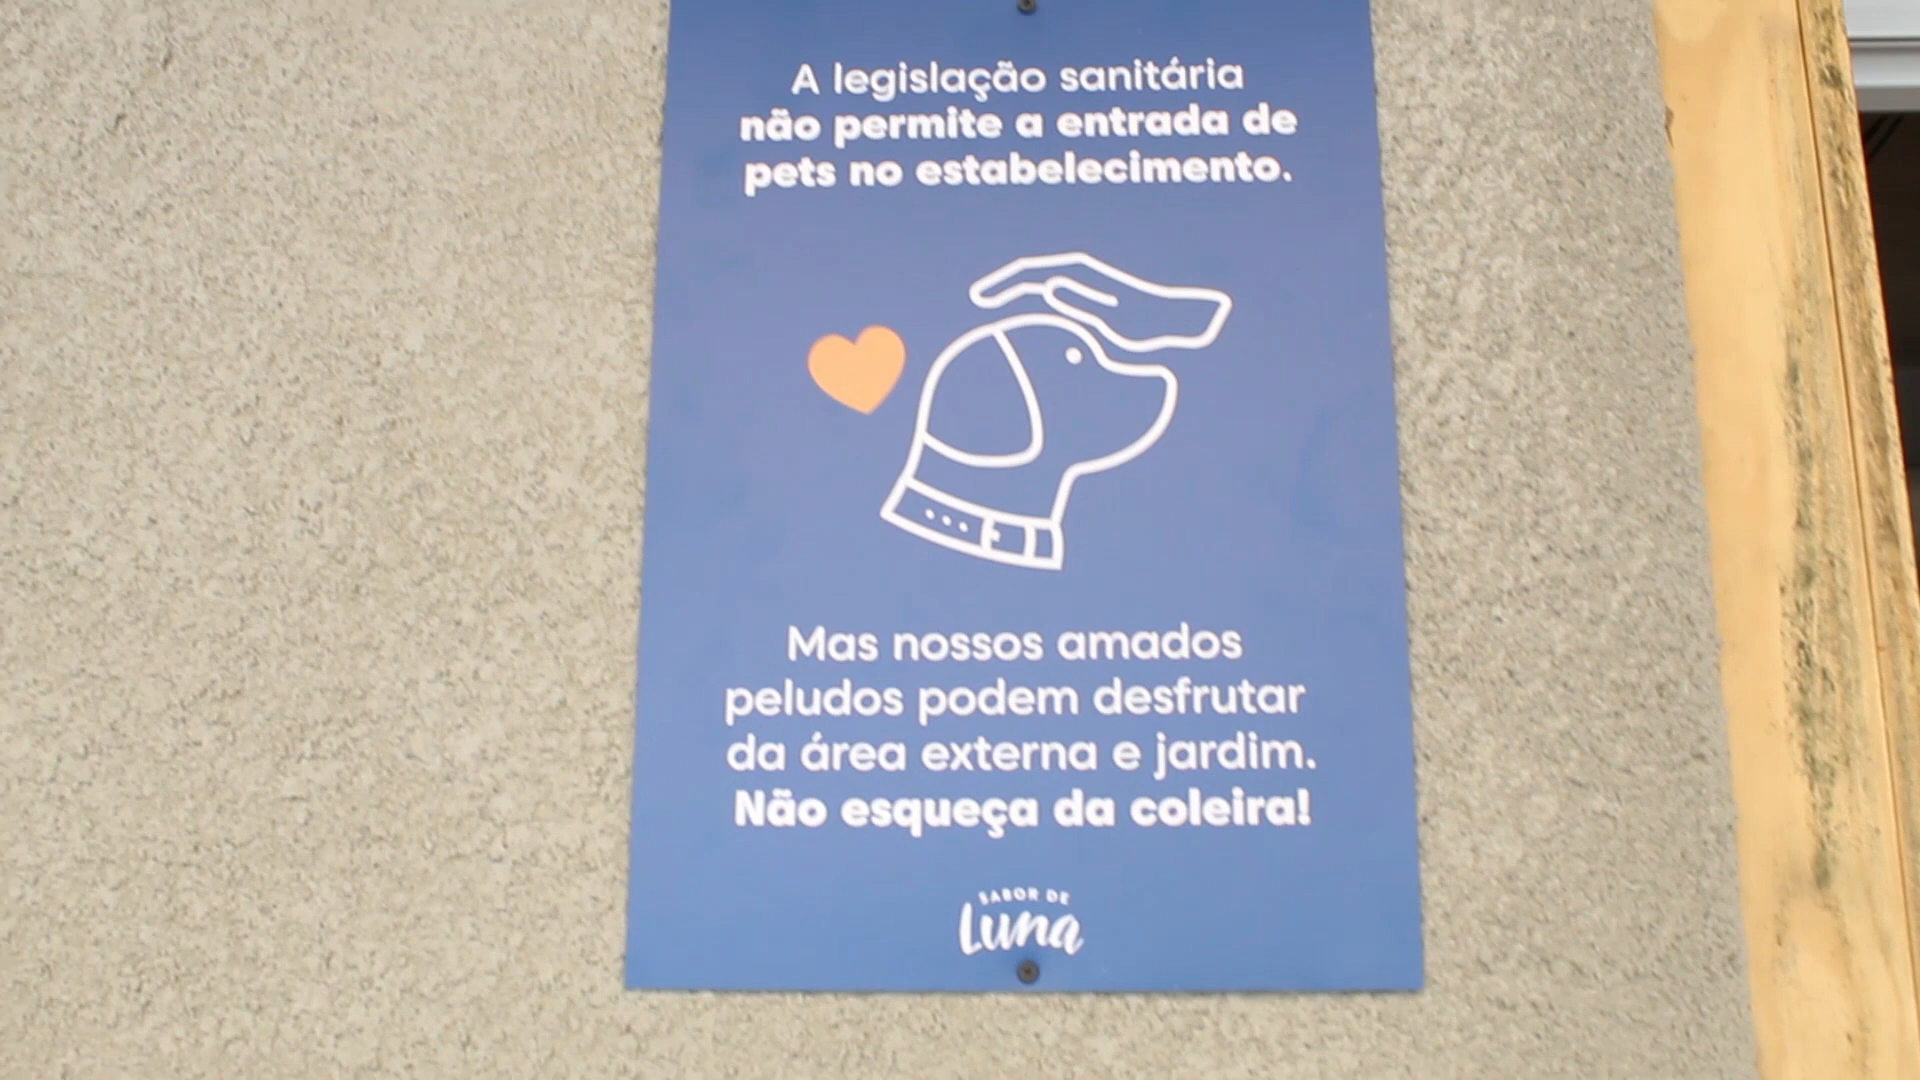 A legislação sanitária
não permite a entrada de
pets no estabelecimento.
Mas nossos amados
peludos podem desfrutar
da área externa e jardim.
Não esqueça da coleira!
SABOR DE
Luna